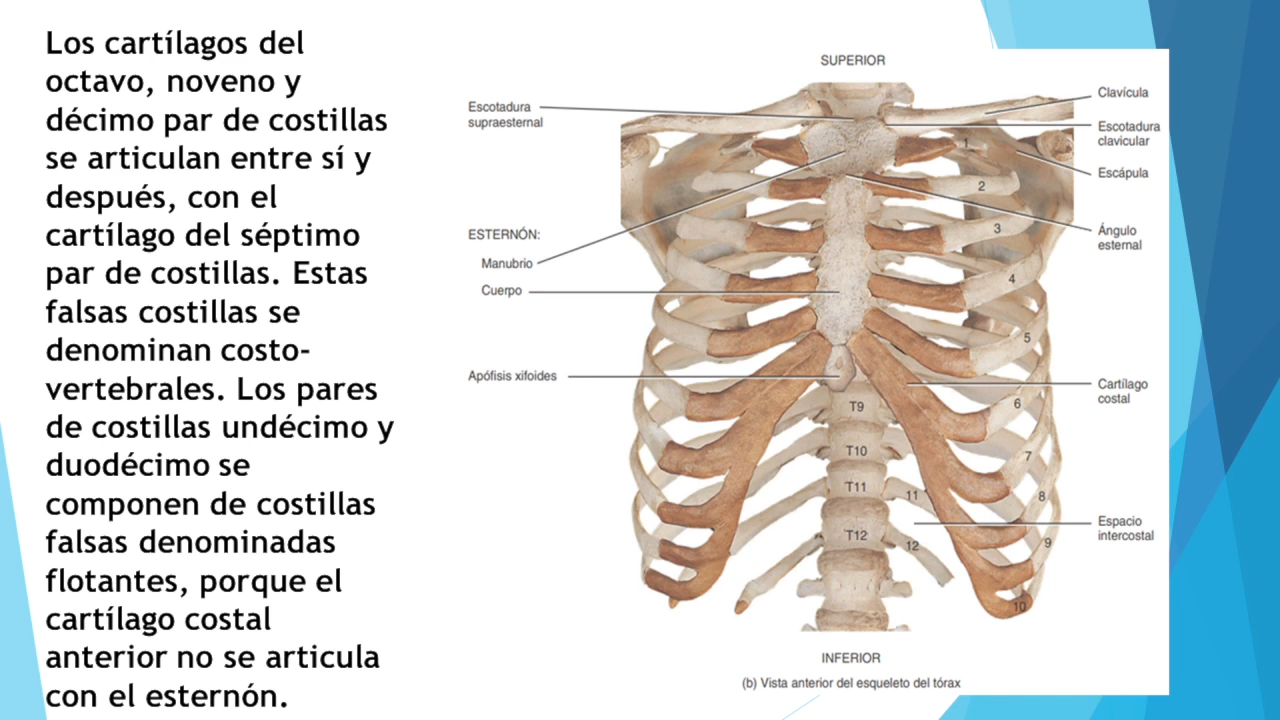 Los cartílagos del
octavo, noveno y
décimo par de costillas
se articulan entre sí y
después, con el
cartílago del séptimo
par de costillas. Estas
falsas costillas se
denominan costo-
vertebrales. Los pares
de costillas undécimo y
duodécimo se
componen de costillas
falsas denominadas
flotantes, porque el
cartílago costal
anterior no se articula
con el esternón.
SUPERIOR
Escotadura
supraesternal
ESTERNÓN:
Manubrio
Cuerpo
Apófisis xifoides
Clavícula
Escotadura
clavicular
Escápula
Ángulo
esternal
Cartílago
costal
Espacio
intercostal
1
2
3
4
5
6
7
8
9
10
11
12
T9
T10
T11
T12
INFERIOR
(b) Vista anterior del esqueleto del tórax